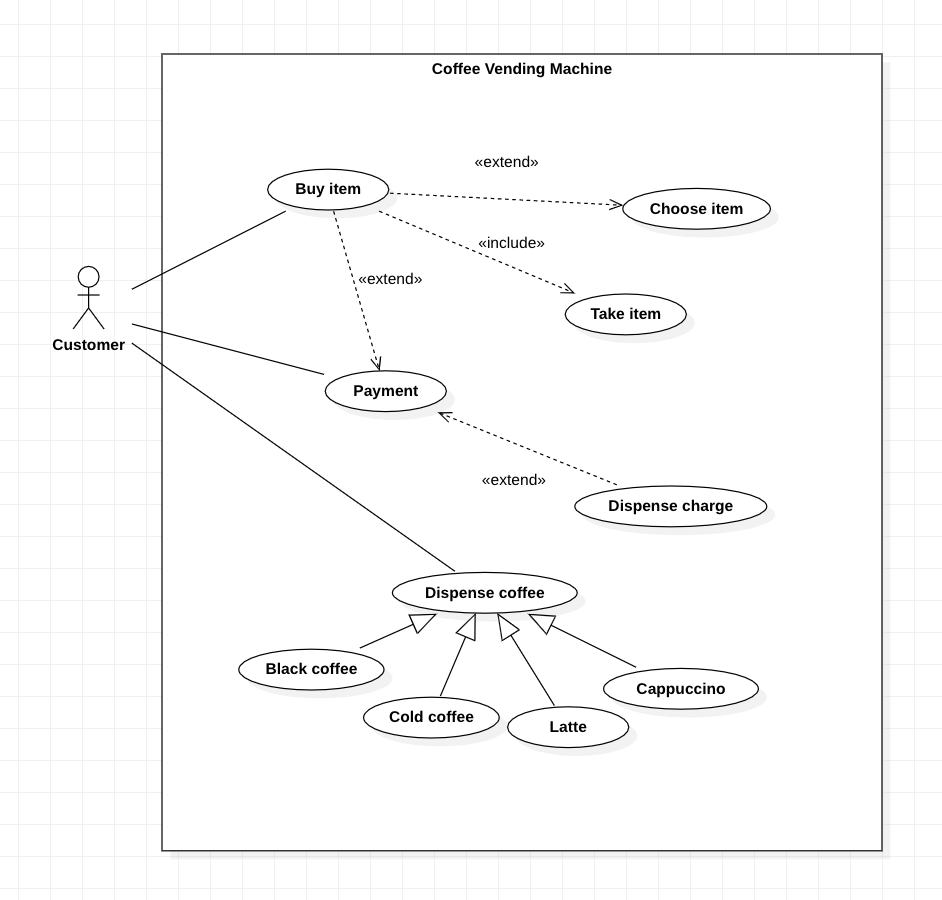 Coffee Vending Machine
«extend»
Buy item
Choose item
«include»
«extend»
Take item
Customer
Payment
«extend»
Dispense charge
Dispense coffee
Black coffee
Cappuccino
Cold coffee
Latte